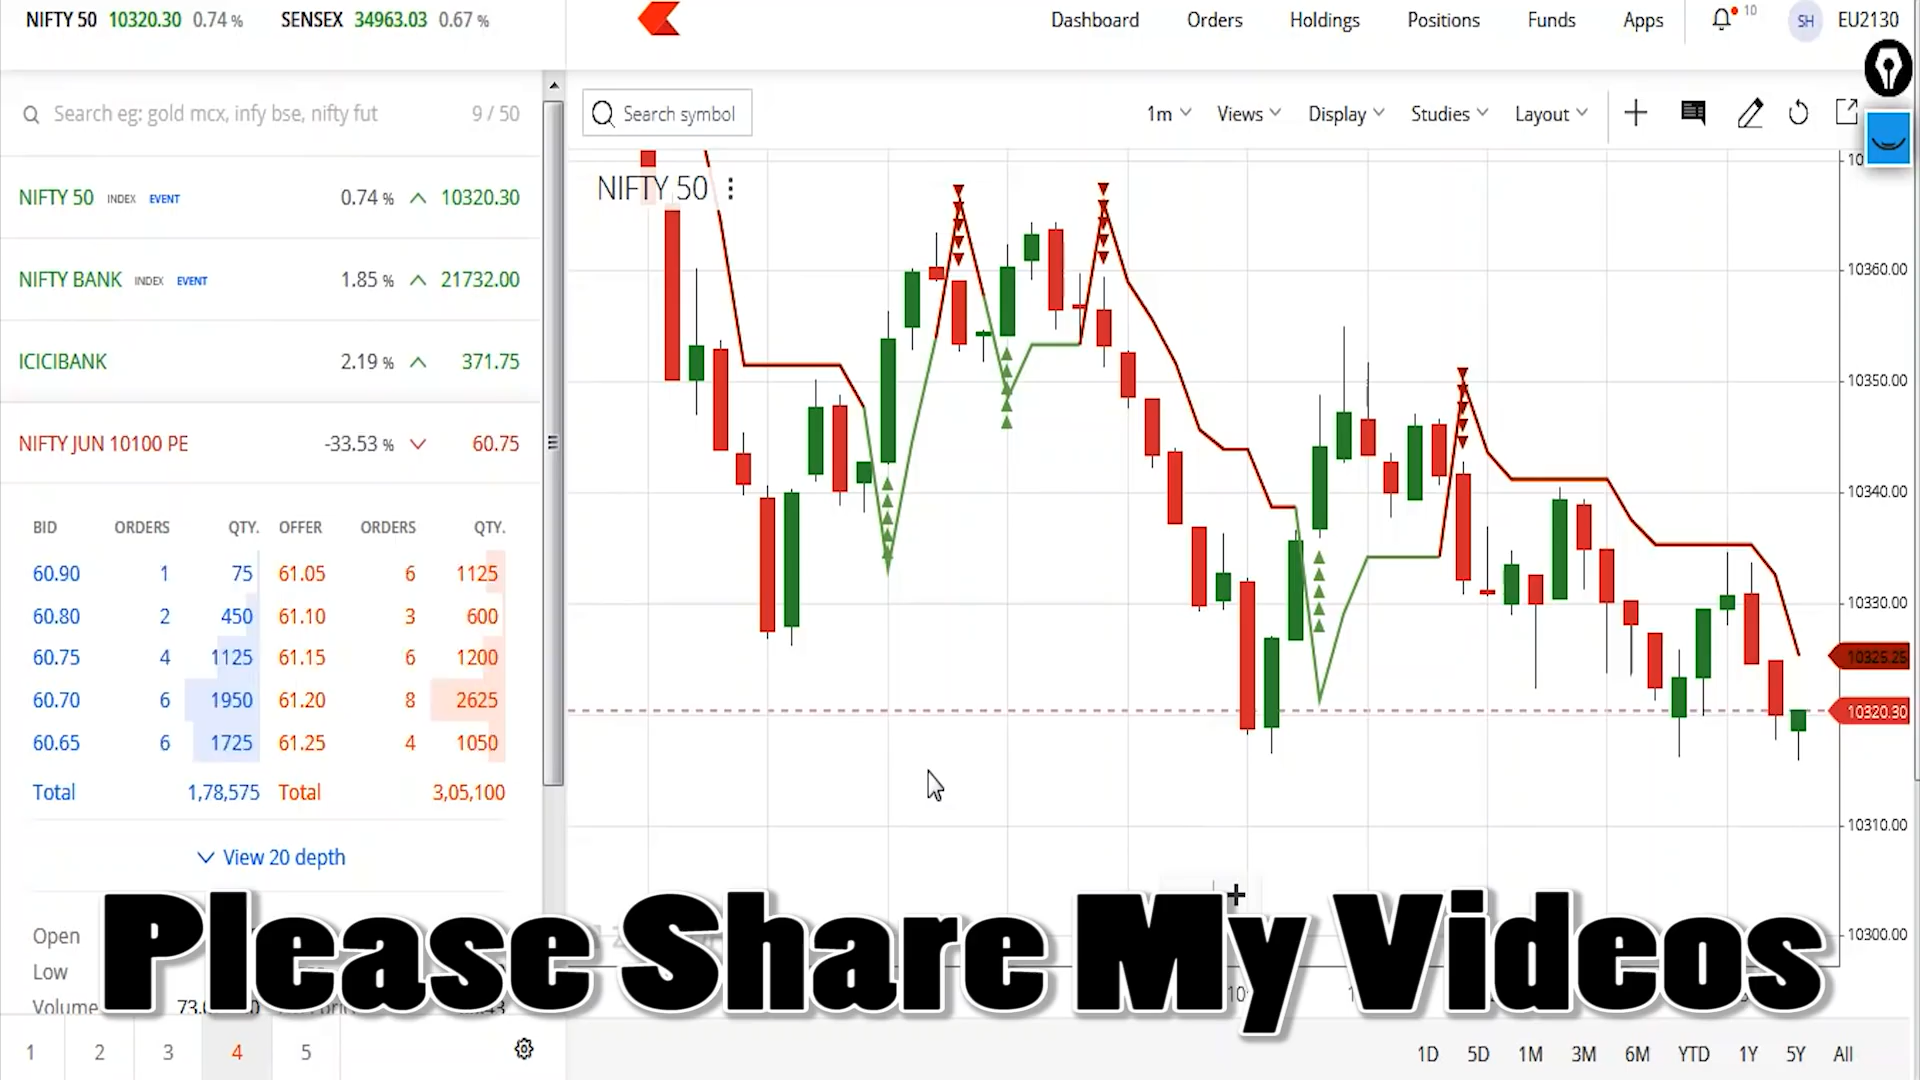 NIFTY 50 10320.30 0.74 % SENSEX 34963.03 0.67 %
Dashboard Orders Holdings Positions Funds Apps 10 SH EU2130
Search eg: gold mcx, infy bse, nifty fut 9 / 50
Search symbol 1m Views Display Studies Layout
NIFTY 50 INDEX EVENT 0.74 % 10320.30
NIFTY BANK INDEX EVENT 1.85 % 21732.00
ICICIBANK 2.19 % 371.75
NIFTY JUN 10100 PE -33.53 % 60.75
BID ORDERS QTY. OFFER ORDERS QTY.
60.90 1 75 61.05 6 1125
60.80 2 450 61.10 3 600
60.75 4 1125 61.15 6 1200
60.70 6 1950 61.20 8 2625
60.65 6 1725 61.25 4 1050
Total 1,78,575 Total 3,05,100
View 20 depth
Open
Low
Volume
1 2 3 4 5
NIFTY 50
10360.00
10350.00
10340.00
10330.00
10325.25
10320.30
10310.00
10300.00
Please Share My Videos
1D 5D 1M 3M 6M YTD 1Y 5Y All